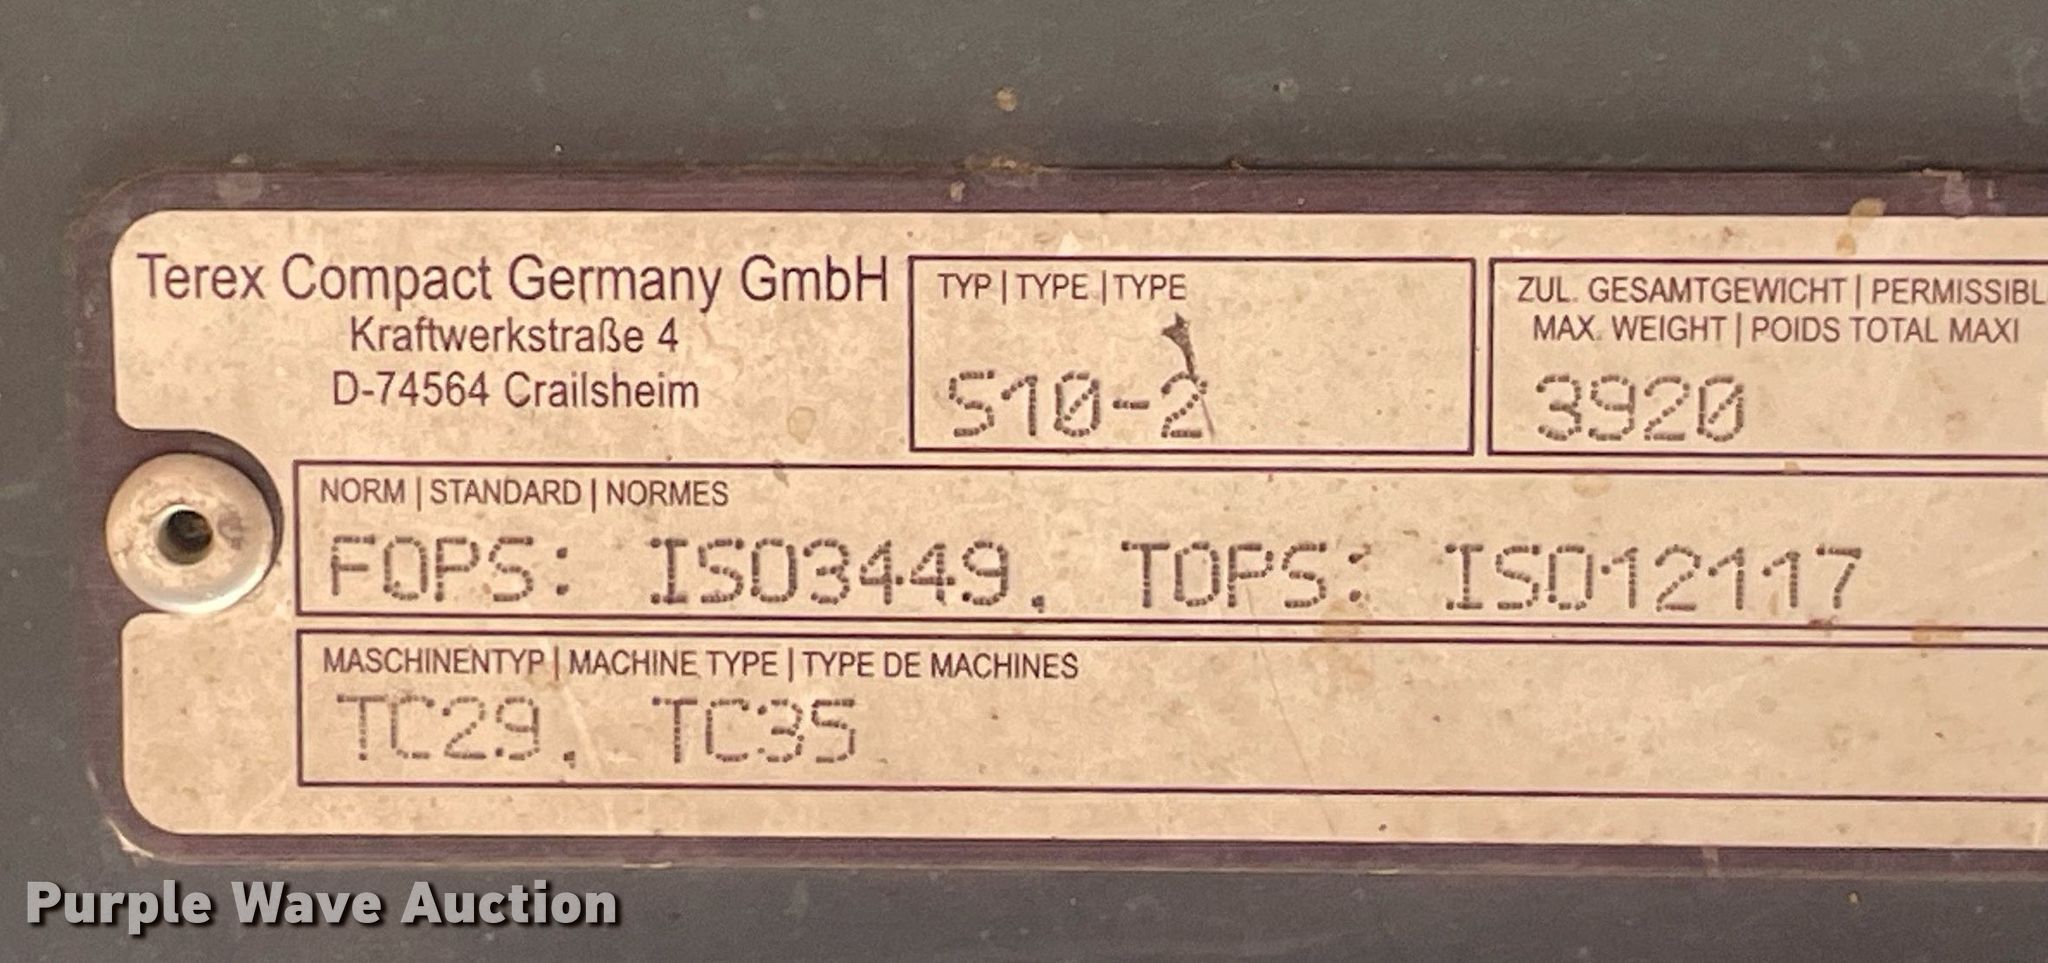 Terex Compact Germany GmbH
Kraftwerkstraße 4
D-74564 Crailsheim
TYP | TYPE | TYPE
S10-2
ZUL. GESAMTGEWICHT | PERMISSIBL
MAX. WEIGHT | POIDS TOTAL MAXI
3920
NORM | STANDARD | NORMES
FOPS: ISO3449, TOPS: ISO12117
MASCHINENTYP | MACHINE TYPE | TYPE DE MACHINES
TC29, TC35
Purple Wave Auction